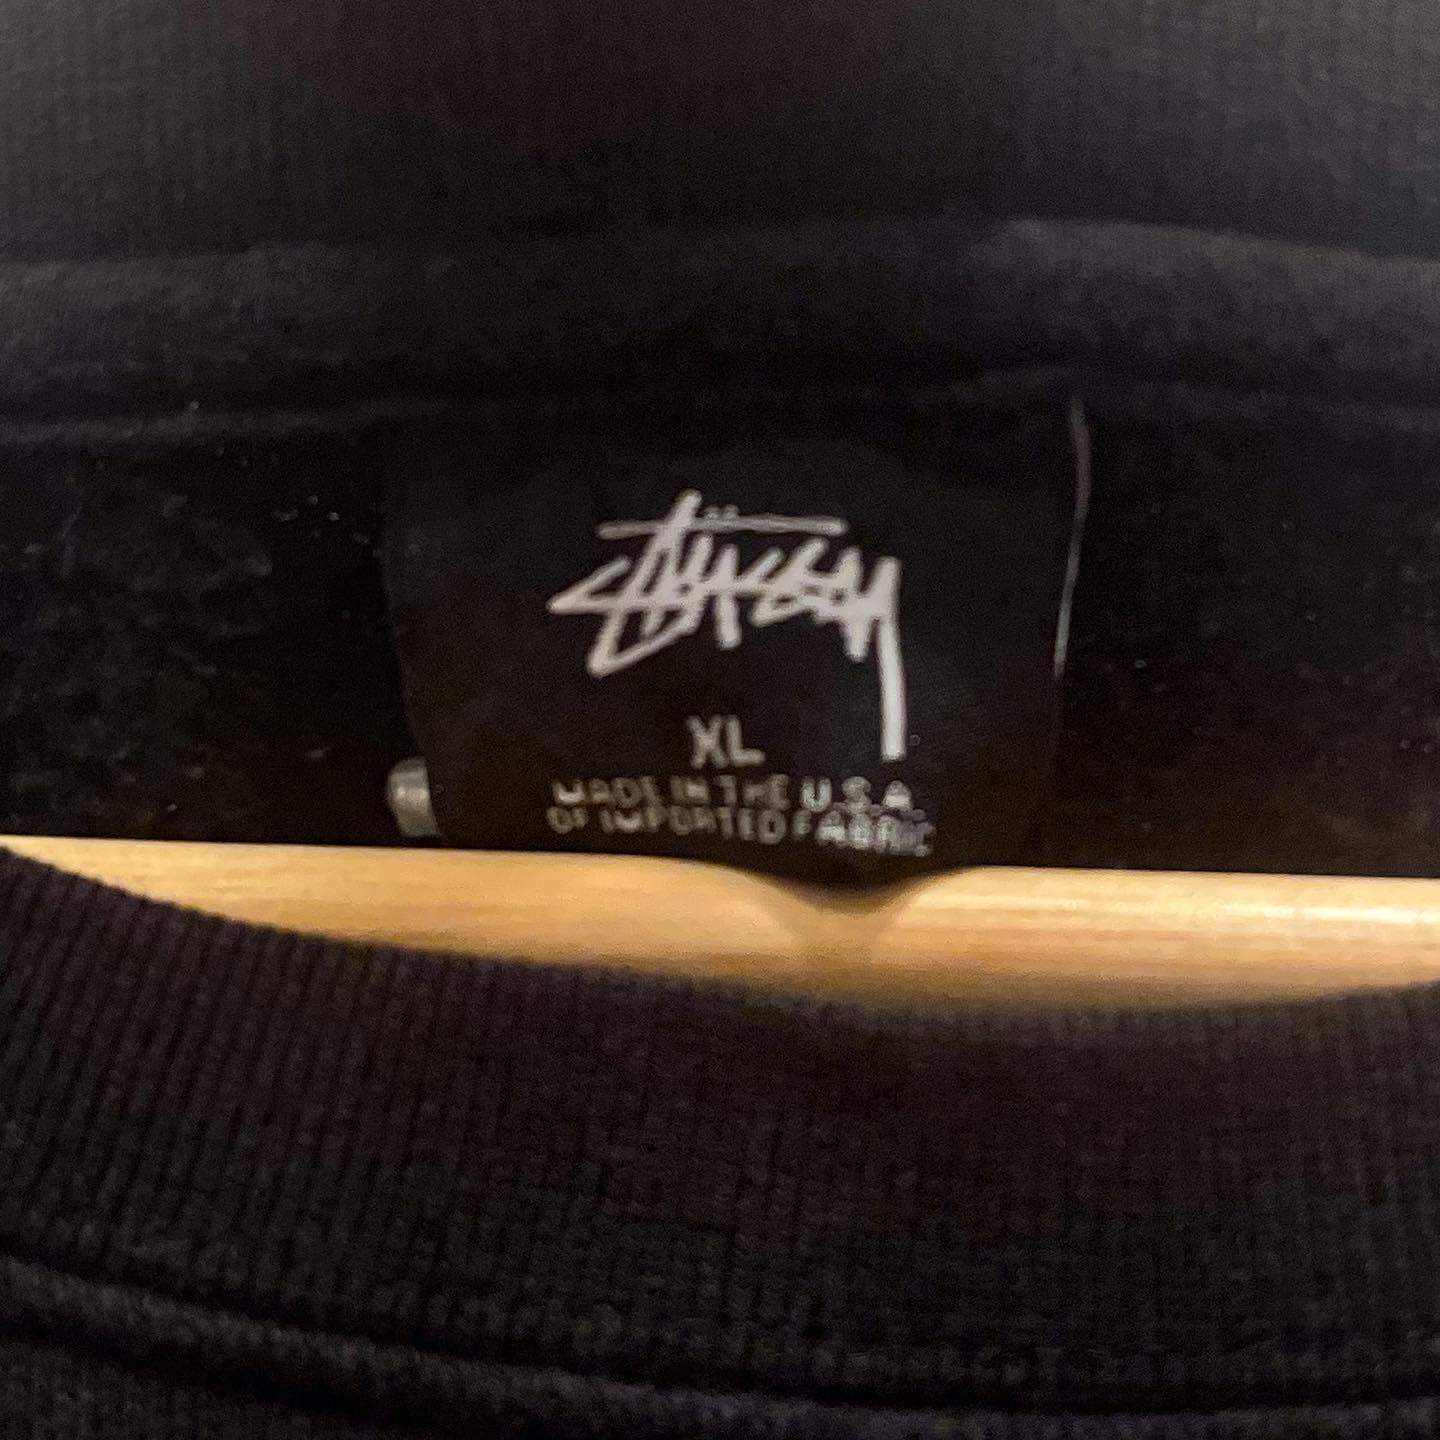 Stüssy
XL
MADE IN THE U.S.A.
OF IMPORTED FABRIC